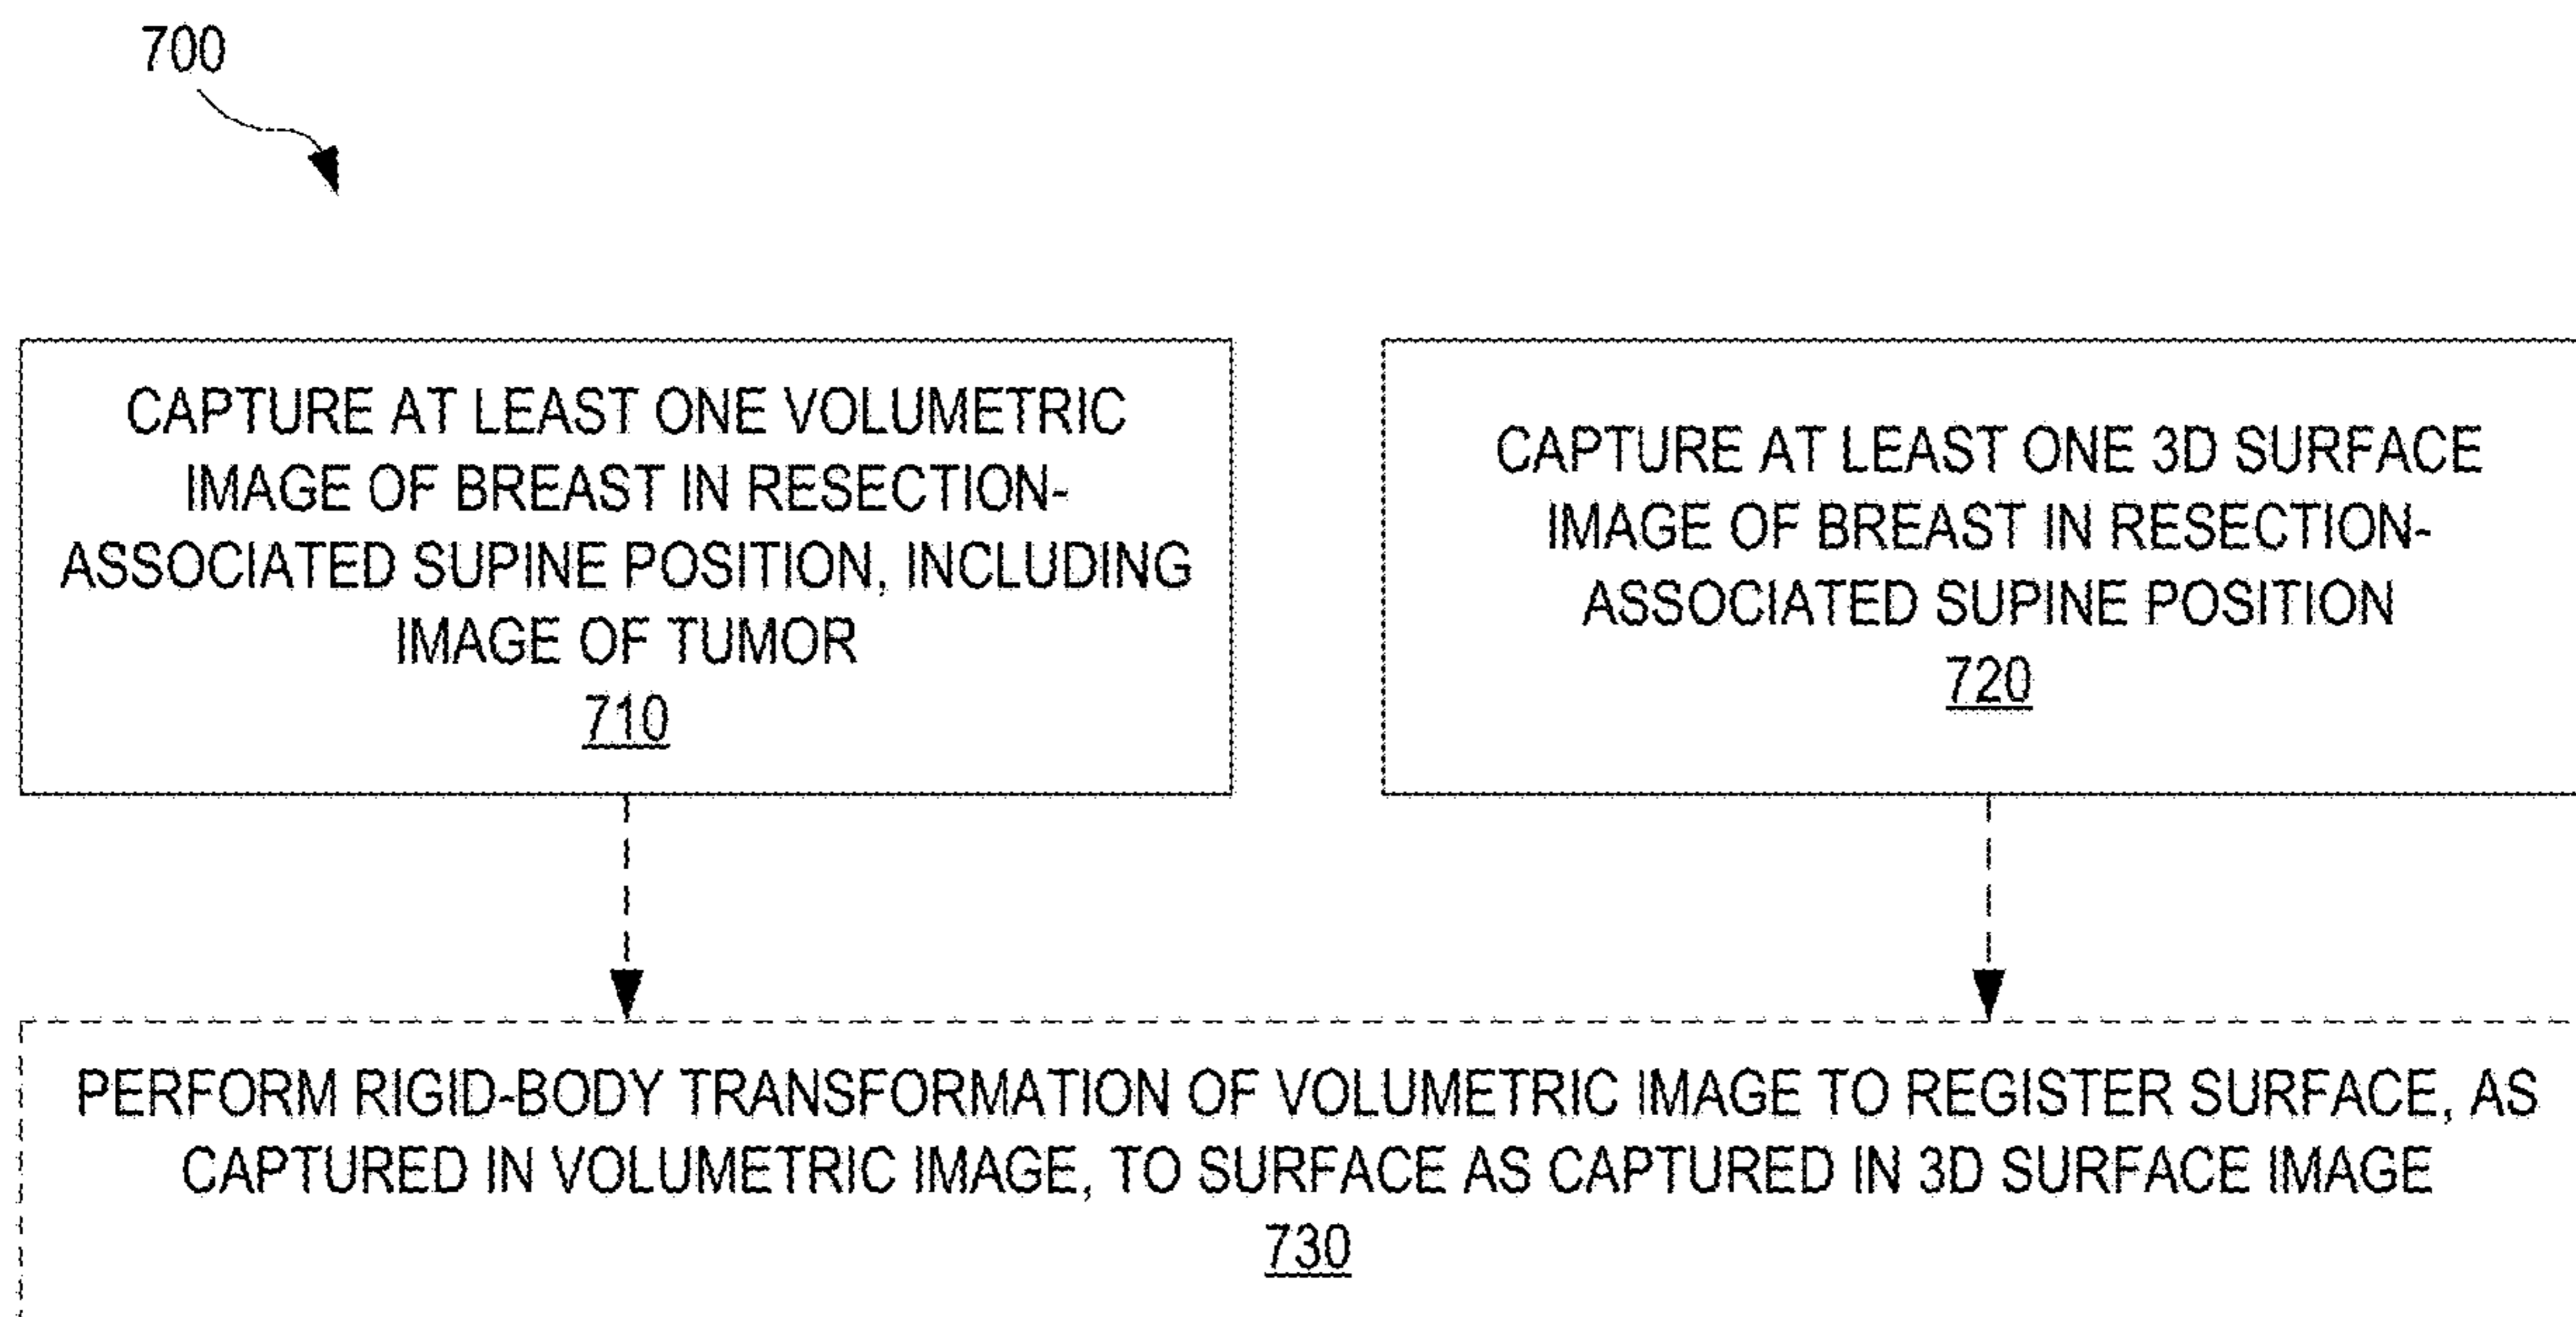 700
CAPTURE AT LEAST ONE VOLUMETRIC
IMAGE OF BREAST IN RESECTION-
ASSOCIATED SUPINE POSITION, INCLUDING
IMAGE OF TUMOR
710
CAPTURE AT LEAST ONE 3D SURFACE
IMAGE OF BREAST IN RESECTION-
ASSOCIATED SUPINE POSITION
720
PERFORM RIGID-BODY TRANSFORMATION OF VOLUMETRIC IMAGE TO REGISTER SURFACE, AS
CAPTURED IN VOLUMETRIC IMAGE, TO SURFACE AS CAPTURED IN 3D SURFACE IMAGE
730